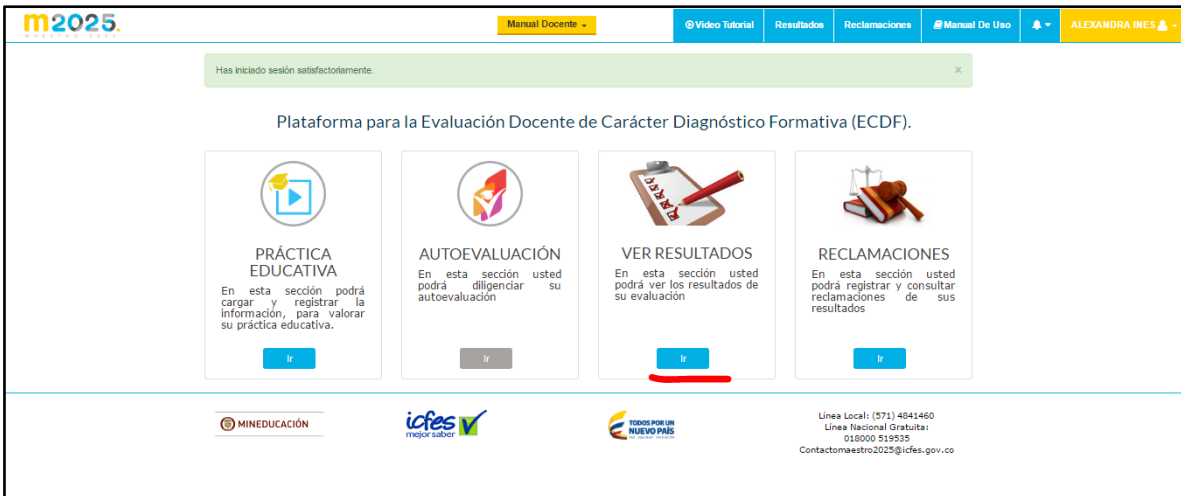 m2025.
MAESTRO 2025
Manual Docente
Video Tutorial
Resultados
Reclamaciones
Manual De Uso
ALEXANDRA INES
Has iniciado sesión satisfactoriamente.
×
Plataforma para la Evaluación Docente de Carácter Diagnóstico Formativa (ECDF).
PRÁCTICA
EDUCATIVA
En esta sección podrá
cargar y registrar la
información, para valorar
su práctica educativa.
Ir
AUTOEVALUACIÓN
En esta sección usted
podrá diligenciar su
autoevaluación
Ir
VER RESULTADOS
En esta sección usted
podrá ver los resultados de
su evaluación
Ir
RECLAMACIONES
En esta sección usted
podrá registrar y consultar
reclamaciones de sus
resultados
Ir
MINEDUCACIÓN
icfes
mejor saber
TODOS POR UN
NUEVO PAÍS
PAZ EQUIDAD EDUCACIÓN
Línea Local: (571) 4841460
Línea Nacional Gratuita:
018000 519535
Contactomaestro2025@icfes.gov.co